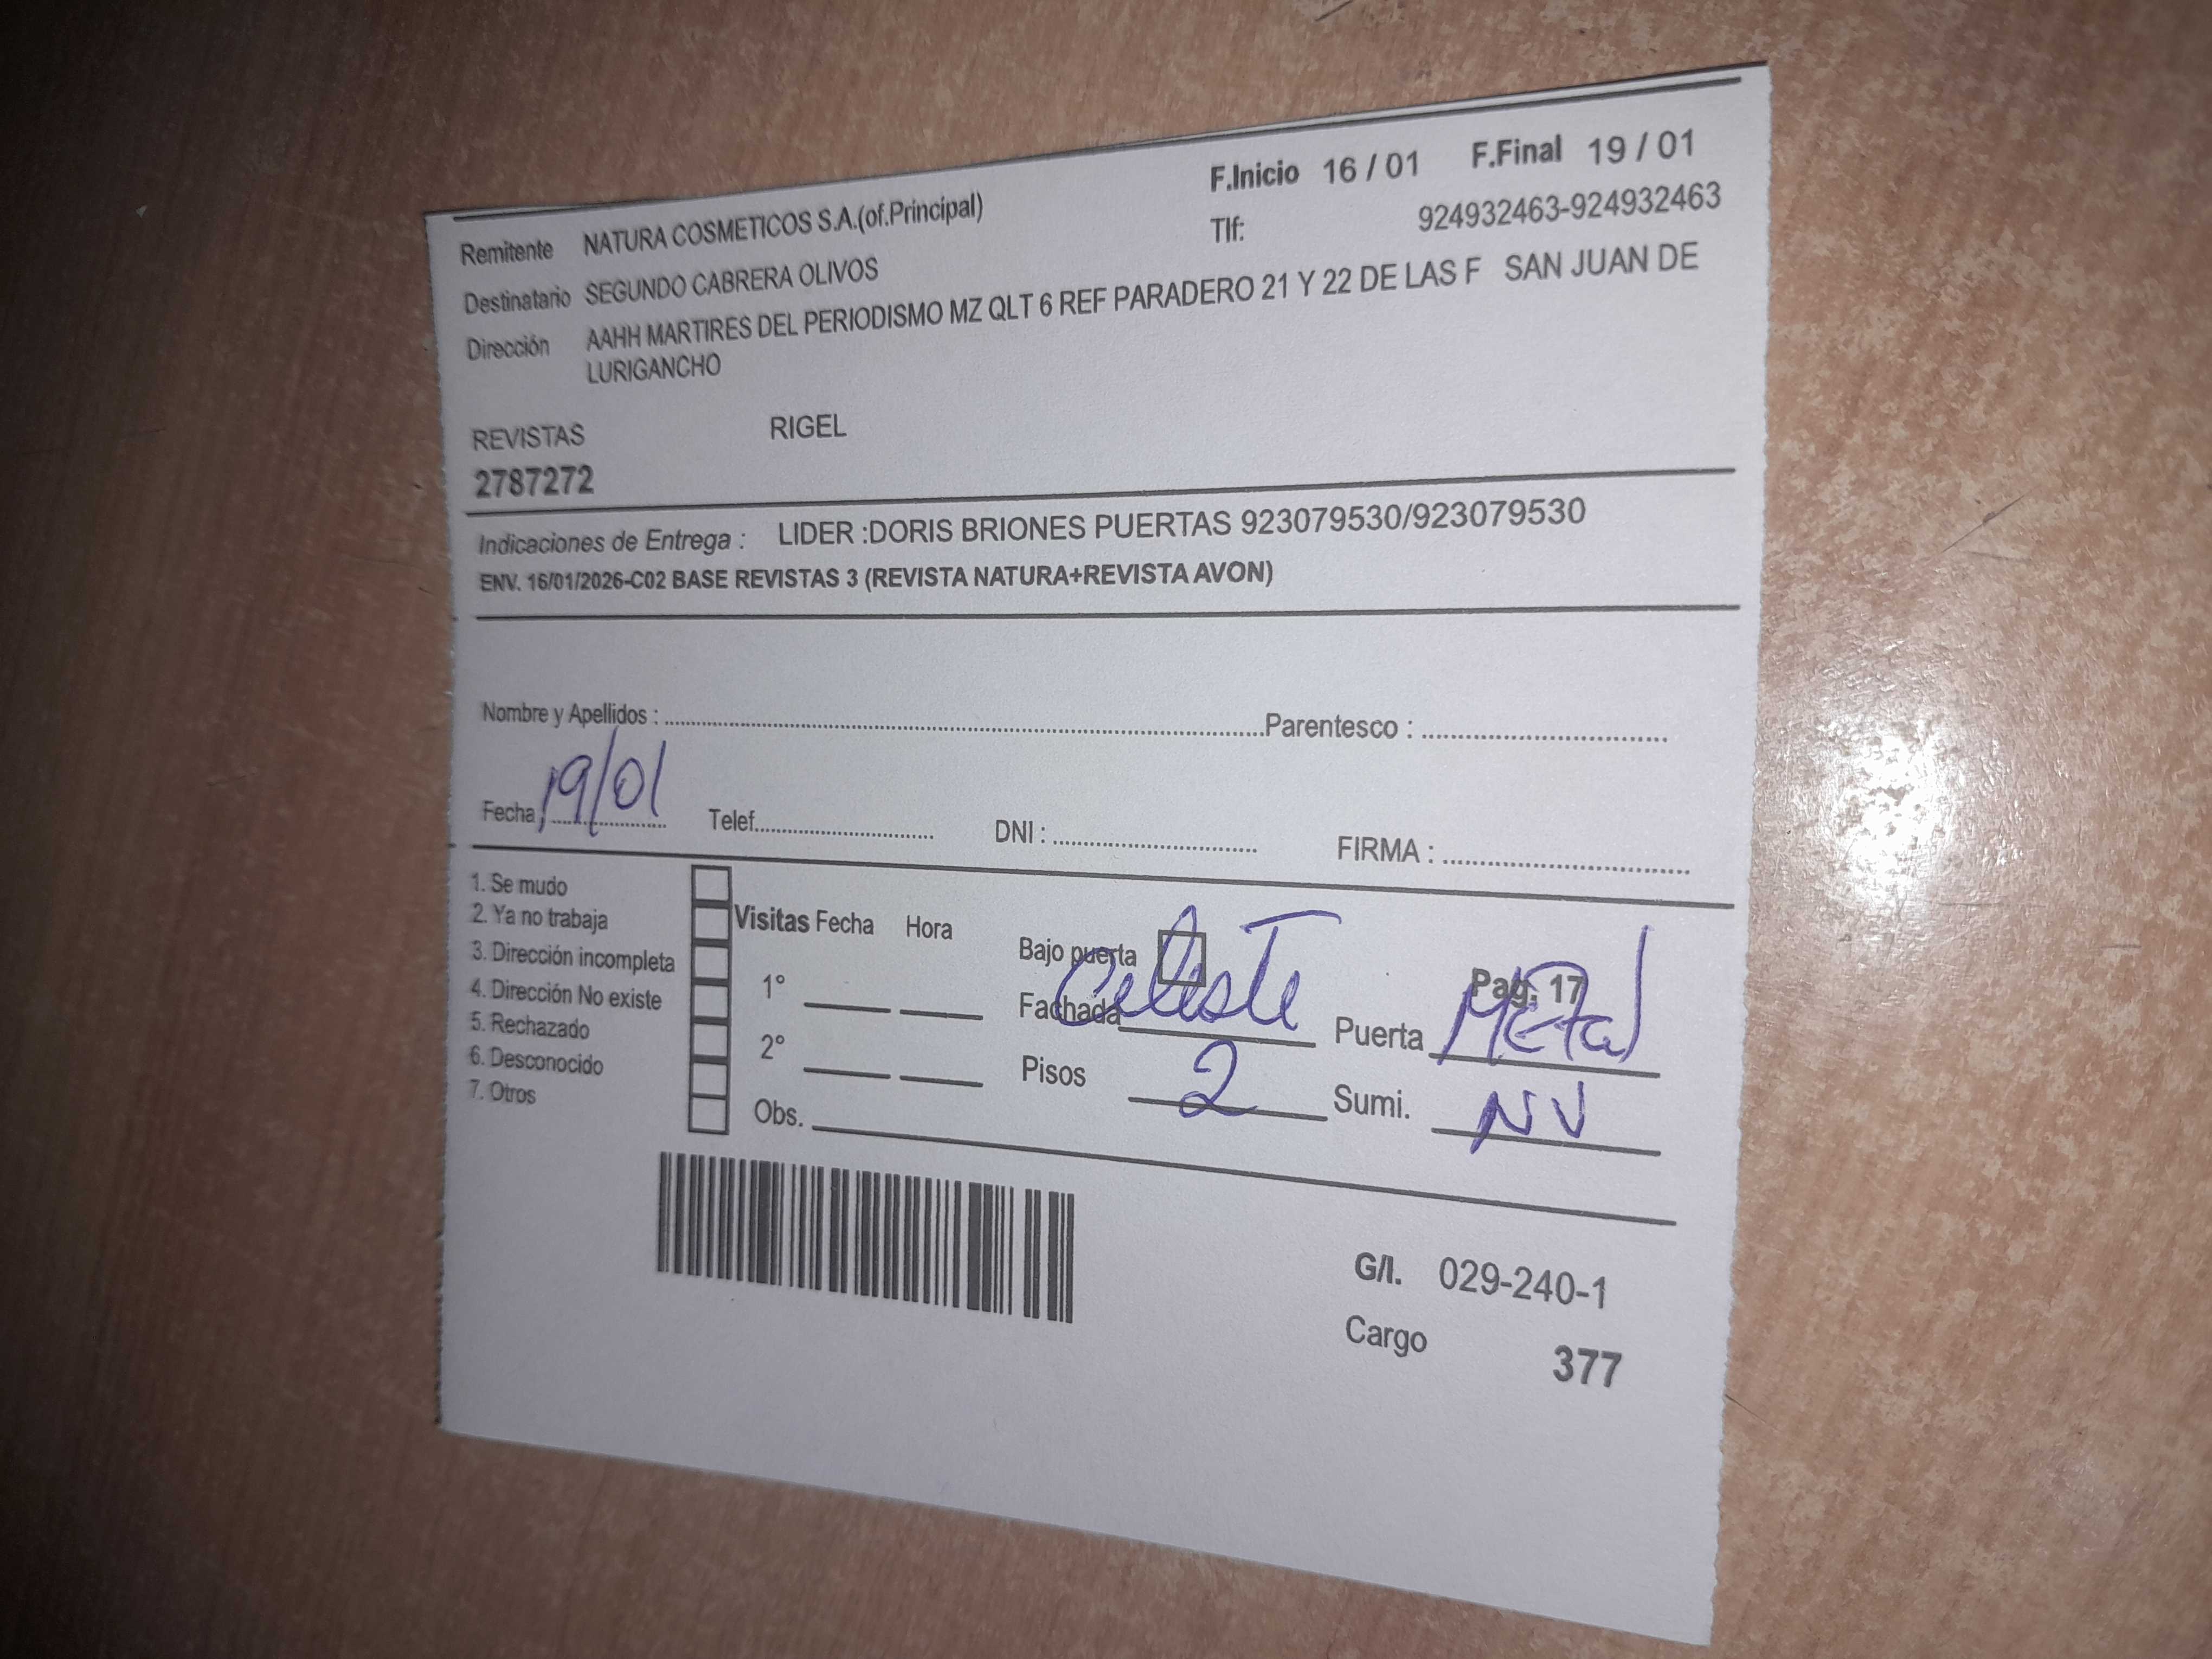 F.Inicio 16 / 01 F.Final 19 / 01
Remitente NATURA COSMETICOS S.A.(of.Principal) Tlf: 924932463-924932463
Destinatario SEGUNDO CABRERA OLIVOS
Dirección AAHH MARTIRES DEL PERIODISMO MZ QLT 6 REF PARADERO 21 Y 22 DE LAS F SAN JUAN DE
LURIGANCHO
REVISTAS RIGEL
2787272
Indicaciones de Entrega : LIDER :DORIS BRIONES PUERTAS 923079530/923079530
ENV. 16/01/2026-C02 BASE REVISTAS 3 (REVISTA NATURA+REVISTA AVON)
Nombre y Apellidos : Parentesco :
Fecha 19/01 Telef. DNI : FIRMA :
1. Se mudo
2. Ya no trabaja
3. Dirección incompleta
4. Dirección No existe
5. Rechazado
6. Desconocido
7. Otros
Visitas Fecha Hora
1°
2°
Obs.
Bajo puerta Pag. 17
Fachada Celeste Puerta Metal
Pisos 2 Sumi. NV
G/I. 029-240-1
Cargo 377